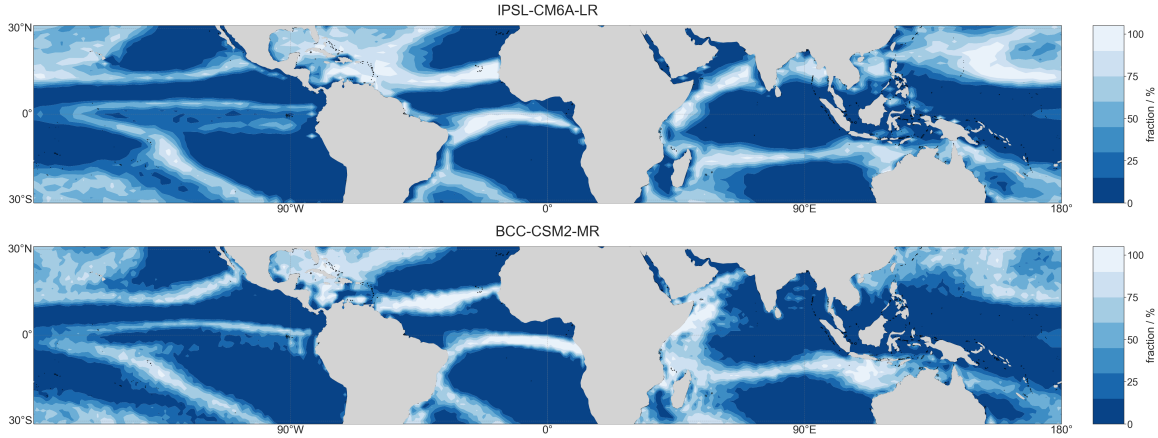 IPSL-CM6A-LR
30°N
0°
30°S
90°W
0°
90°E
180°
100
75
50
25
0
fraction / %
BCC-CSM2-MR
30°N
0°
30°S
90°W
0°
90°E
180°
100
75
50
25
0
fraction / %